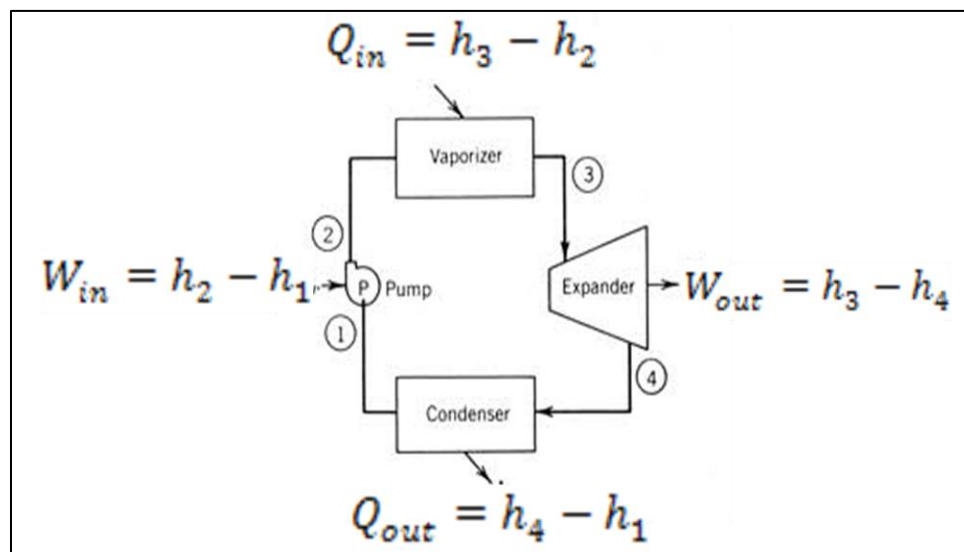 Q_in = h_3 − h_2
Vaporizer
③
②
W_in = h_2 − h_1
P Pump
Expander
W_out = h_3 − h_4
①
④
Condenser
Q_out = h_4 − h_1